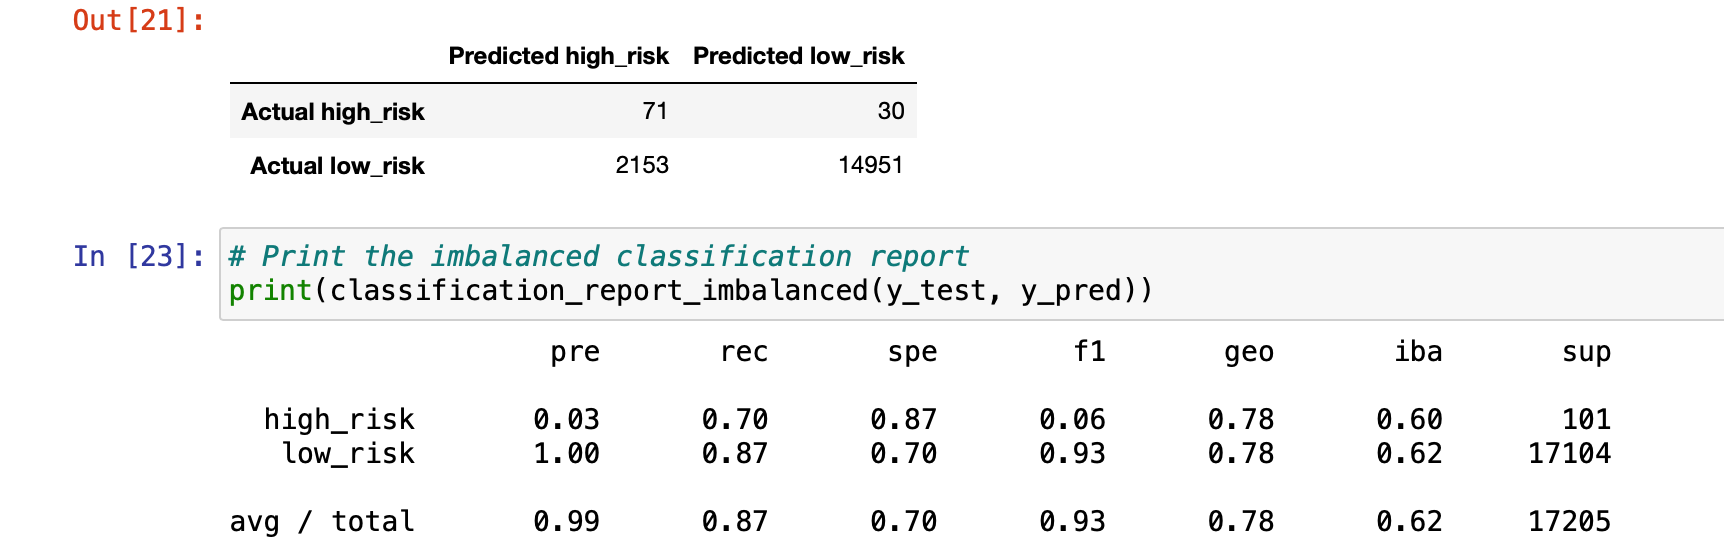 Out[21]:
Predicted high_risk Predicted low_risk
Actual high_risk 71 30
Actual low_risk 2153 14951
In [23]: # Print the imbalanced classification report
print(classification_report_imbalanced(y_test, y_pred))
pre rec spe f1 geo iba sup
high_risk 0.03 0.70 0.87 0.06 0.78 0.60 101
low_risk 1.00 0.87 0.70 0.93 0.78 0.62 17104
avg / total 0.99 0.87 0.70 0.93 0.78 0.62 17205